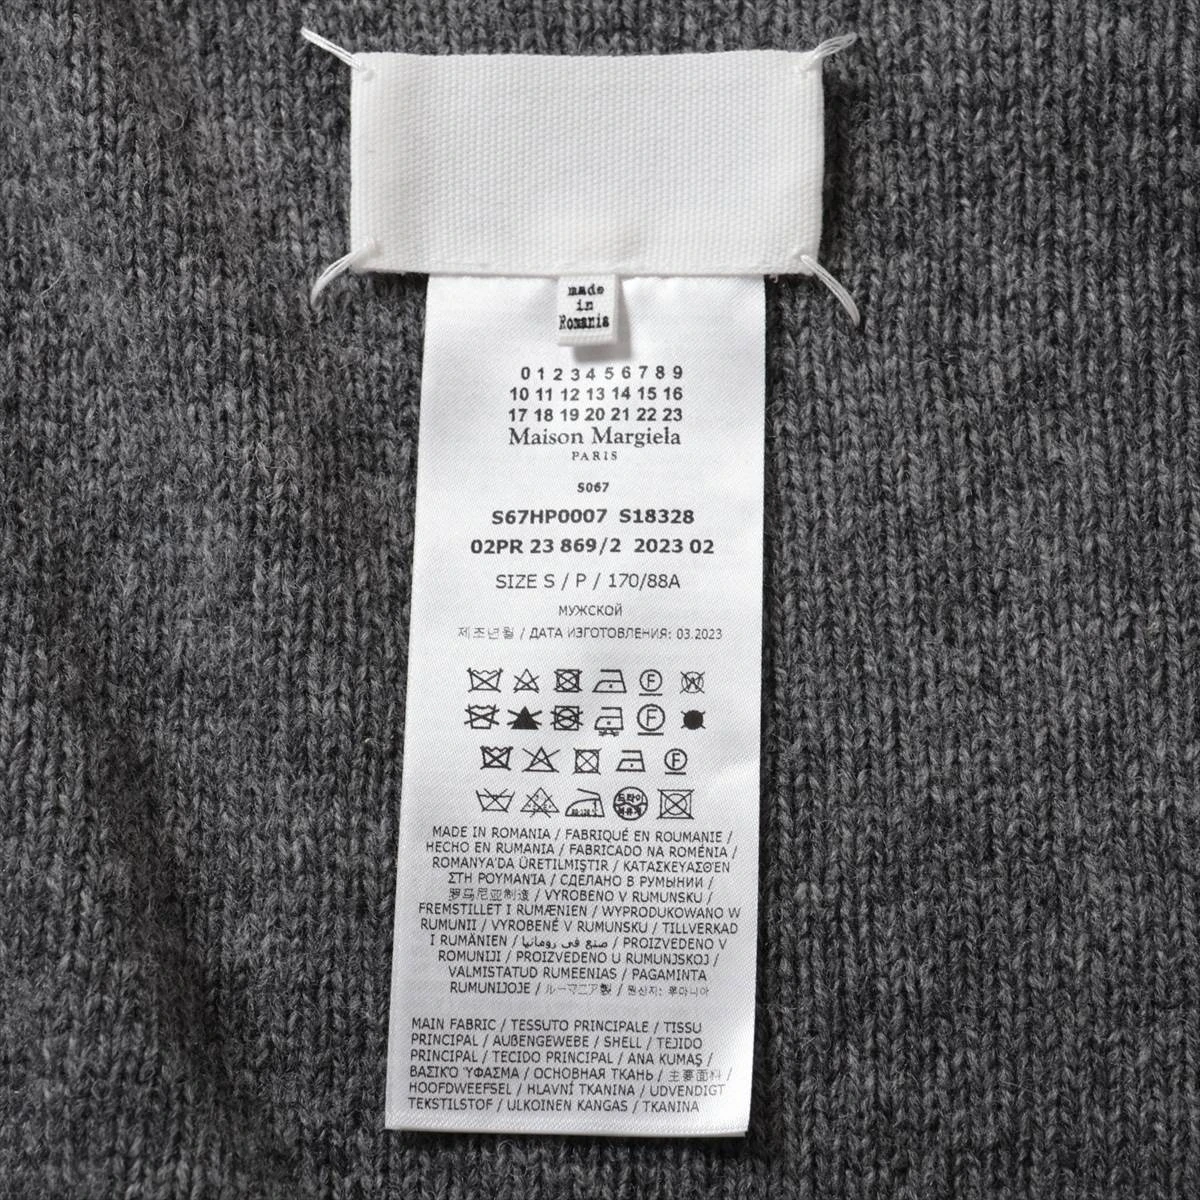 made
in
Romania
0 1 2 3 4 5 6 7 8 9
10 11 12 13 14 15 16
17 18 19 20 21 22 23
Maison Margiela
PARIS
S067
S67HP0007 S18328
02PR 23 869/2 2023 02
SIZE S / P / 170/88A
МУЖСКОЙ
제조년월 / ДАТА ИЗГОТОВЛЕНИЯ: 03.2023
F W
F
F
드라이
MADE IN ROMANIA / FABRIQUÉ EN ROUMANIE /
HECHO EN RUMANIA / FABRICADO NA ROMÉNIA /
ROMANYA'DA ÜRETILMIŞTIR / ΚΑΤΑΣΚΕΥΑΣΘΈΝ
ΣΤΗ ΡΟΥΜΑΝΊΑ / СДЕЛАНО В РУМЫНИИ /
罗马尼亚制造 / VYROBENO V RUMUNSKU /
FREMSTILLET I RUMÆNIEN / WYPRODUKOWANO W
RUMUNII / VYROBENÉ V RUMUNSKU / TILLVERKAD
I RUMÄNIEN / صنع في رومانيا / PROIZVEDENO V
ROMUNIJI / PROIZVEDENO U RUMUNJSKOJ /
VALMISTATUD RUMEENIAS / PAGAMINTA
RUMUNIJOJE / ルーマニア製 / 원산지: 루마니아
MAIN FABRIC / TESSUTO PRINCIPALE / TISSU
PRINCIPAL / AUßENGEWEBE / SHELL / TEJIDO
PRINCIPAL / TECIDO PRINCIPAL / ANA KUMAŞ /
ΒΑΣΙΚΌ ΎΦΑΣΜΑ / ОСНОВНАЯ ТКАНЬ / 主要面料 /
HOOFDWEEFSEL / HLAVNÍ TKANINA / UDVENDIGT
TEKSTILSTOF / ULKOINEN KANGAS / TKANINA